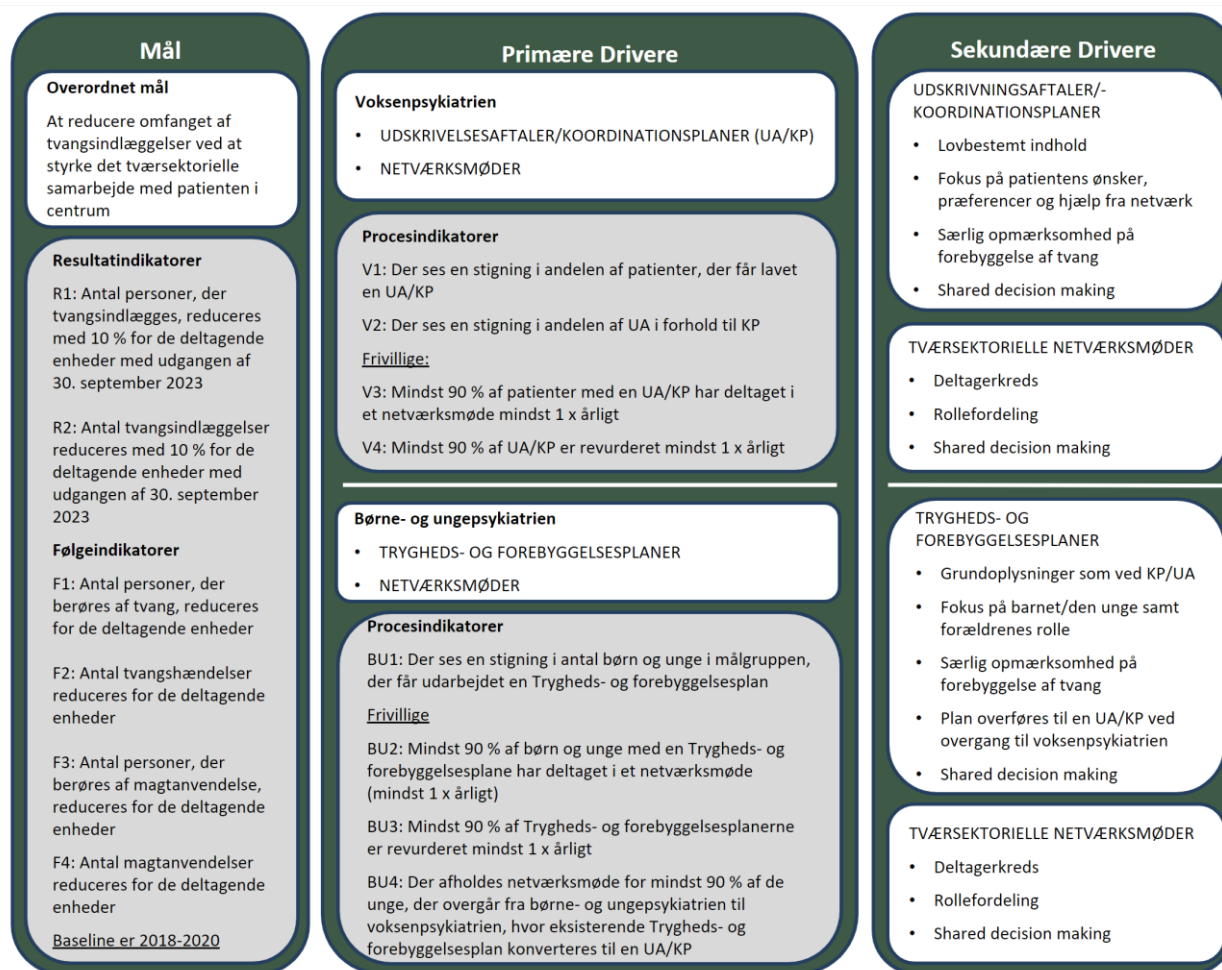 Mål
Overordnet mål
At reducere omfanget af
tvangsindlæggelser ved at
styrke det tværsektorielle
samarbejde med patienten i
centrum
Resultatindikatorer
R1: Antal personer, der
tvangsindlægges, reduceres
med 10 % for de deltagende
enheder med udgangen af
30. september 2023
R2: Antal tvangsindlæggelser
reduceres med 10 % for de
deltagende enheder med
udgangen af 30. september
2023
Følgeindikatorer
F1: Antal personer, der
berøres af tvang, reduceres
for de deltagende enheder
F2: Antal tvangshændelser
reduceres for de deltagende
enheder
F3: Antal personer, der
berøres af magtanvendelse,
reduceres for de deltagende
enheder
F4: Antal magtanvendelser
reduceres for de deltagende
enheder
Baseline er 2018-2020
Primære Drivere
Voksenpsykiatrien
• UDSKRIVELSESAFTALER/KOORDINATIONSPLANER (UA/KP)
• NETVÆRKSMØDER
Procesindikatorer
V1: Der ses en stigning i andelen af patienter, der får lavet
en UA/KP
V2: Der ses en stigning i andelen af UA i forhold til KP
Frivillige:
V3: Mindst 90 % af patienter med en UA/KP har deltaget i
et netværksmøde mindst 1 x årligt
V4: Mindst 90 % af UA/KP er revurderet mindst 1 x årligt
Børne- og ungepsykiatrien
• TRYGHEDS- OG FOREBYGGELSESPLANER
• NETVÆRKSMØDER
Procesindikatorer
BU1: Der ses en stigning i antal børn og unge i målgruppen,
der får udarbejdet en Trygheds- og forebyggelsesplan
Frivillige
BU2: Mindst 90 % af børn og unge med en Trygheds- og
forebyggelsesplane har deltaget i et netværksmøde
(mindst 1 x årligt)
BU3: Mindst 90 % af Trygheds- og forebyggelsesplanerne
er revurderet mindst 1 x årligt
BU4: Der afholdes netværksmøde for mindst 90 % af de
unge, der overgår fra børne- og ungepsykiatrien til
voksenpsykiatrien, hvor eksisterende Trygheds- og
forebyggelsesplan konverteres til en UA/KP
Sekundære Drivere
UDSKRIVNINGSAFTALER/-
KOORDINATIONSPLANER
• Lovbestemt indhold
• Fokus på patientens ønsker,
præferencer og hjælp fra netværk
• Særlig opmærksomhed på
forebyggelse af tvang
• Shared decision making
TVÆRSEKTORIELLE NETVÆRKSMØDER
• Deltagerkreds
• Rollefordeling
• Shared decision making
TRYGHEDS- OG
FOREBYGGELSESPLANER
• Grundoplysninger som ved KP/UA
• Fokus på barnet/den unge samt
forældrenes rolle
• Særlig opmærksomhed på
forebyggelse af tvang
• Plan overføres til en UA/KP ved
overgang til voksenpsykiatrien
• Shared decision making
TVÆRSEKTORIELLE NETVÆRKSMØDER
• Deltagerkreds
• Rollefordeling
• Shared decision making